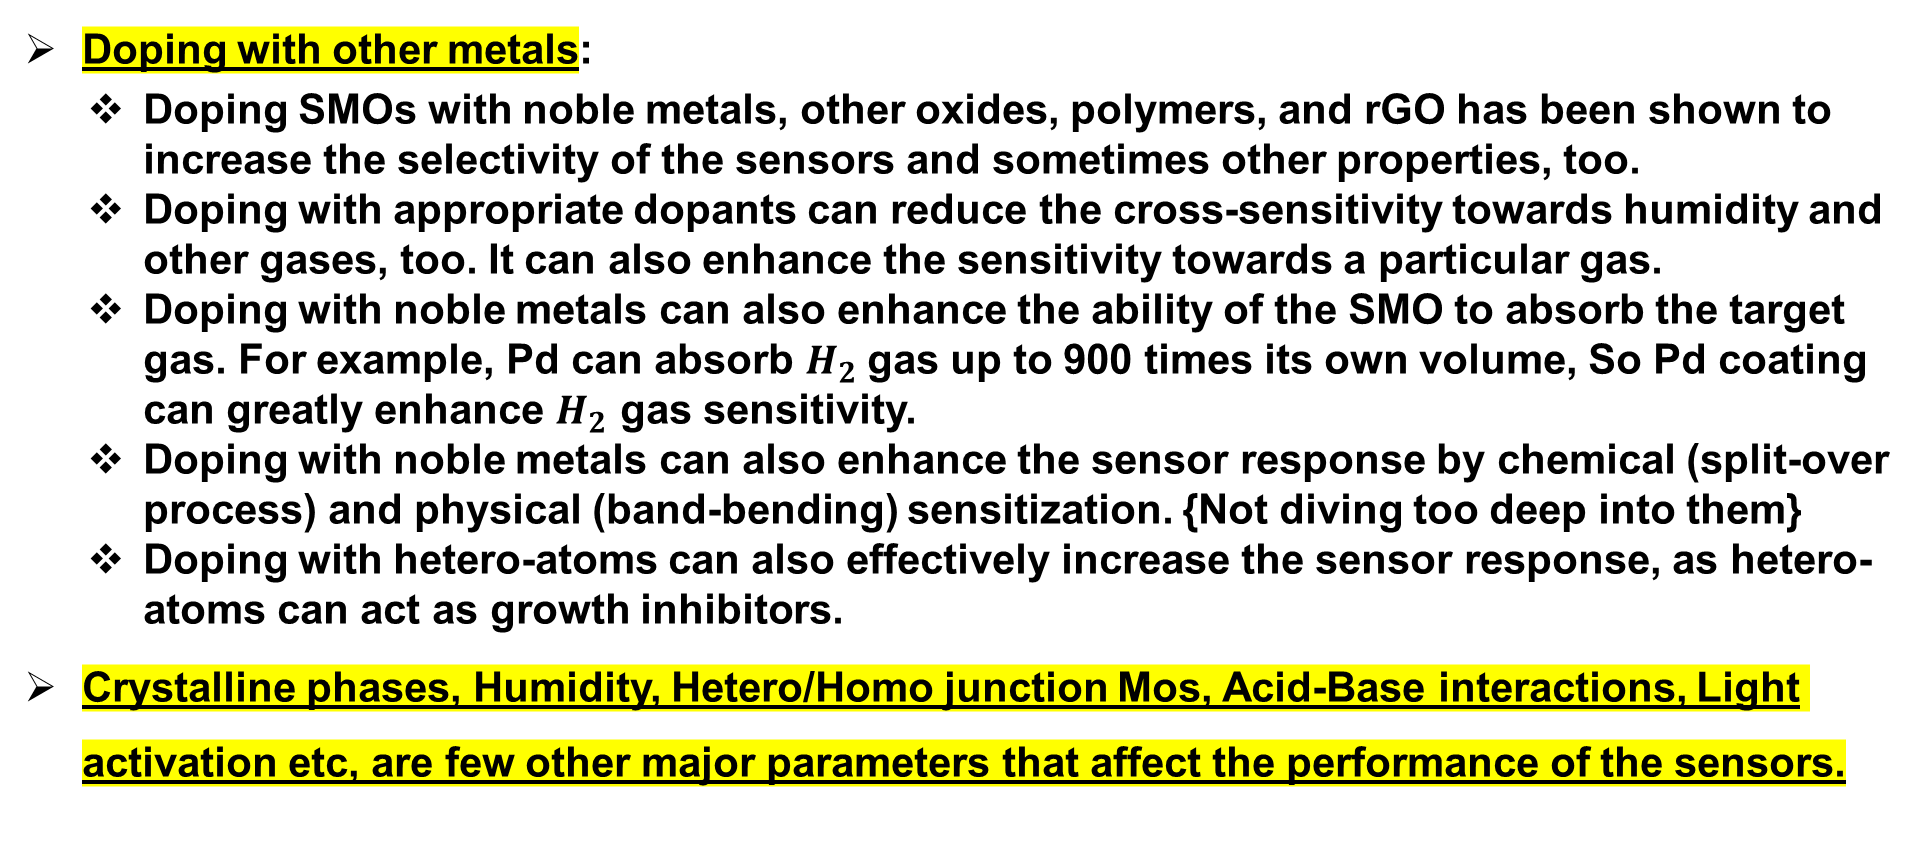 ➢ Doping with other metals:
❖ Doping SMOs with noble metals, other oxides, polymers, and rGO has been shown to
increase the selectivity of the sensors and sometimes other properties, too.
❖ Doping with appropriate dopants can reduce the cross-sensitivity towards humidity and
other gases, too. It can also enhance the sensitivity towards a particular gas.
❖ Doping with noble metals can also enhance the ability of the SMO to absorb the target
gas. For example, Pd can absorb H₂ gas up to 900 times its own volume, So Pd coating
can greatly enhance H₂ gas sensitivity.
❖ Doping with noble metals can also enhance the sensor response by chemical (split-over
process) and physical (band-bending) sensitization. {Not diving too deep into them}
❖ Doping with hetero-atoms can also effectively increase the sensor response, as hetero-
atoms can act as growth inhibitors.
➢ Crystalline phases, Humidity, Hetero/Homo junction Mos, Acid-Base interactions, Light
activation etc, are few other major parameters that affect the performance of the sensors.